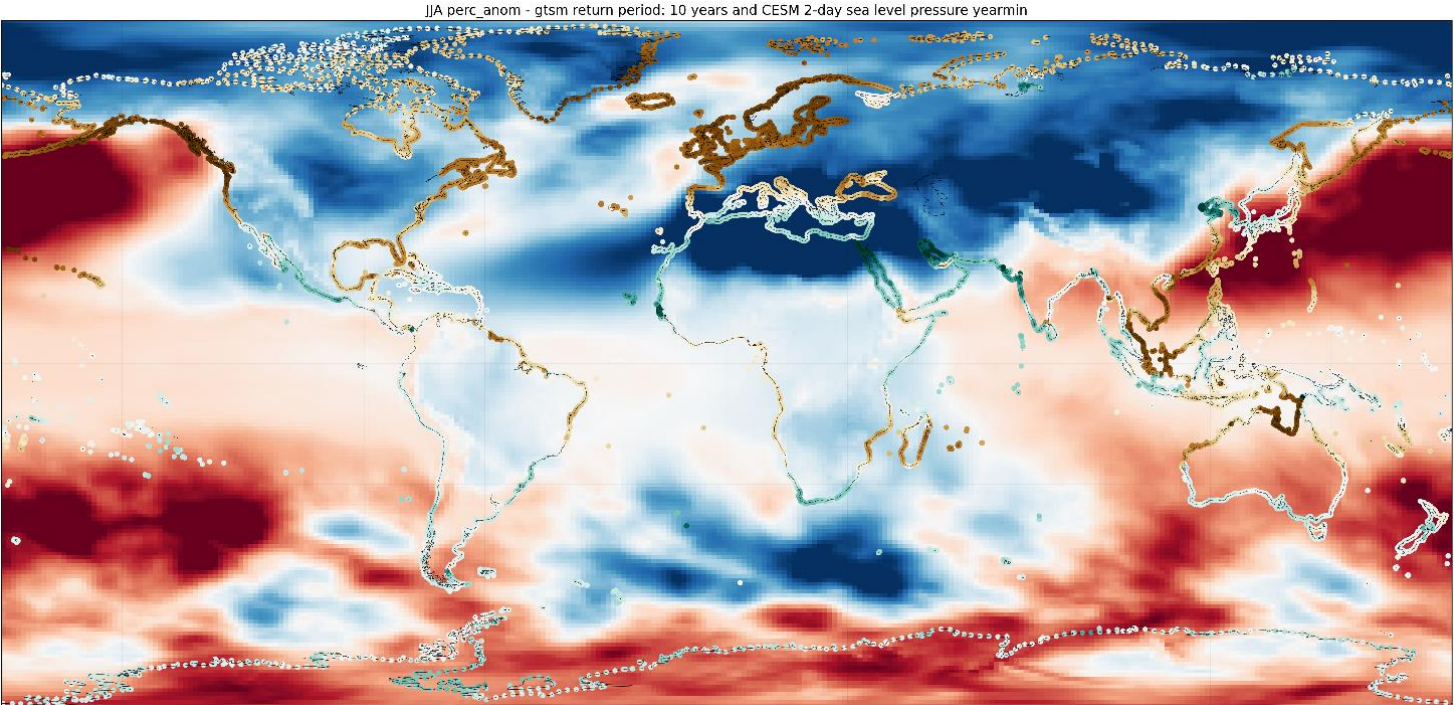 JJA perc_anom - gtsm return period: 10 years and CESM 2-day sea level pressure yearmin